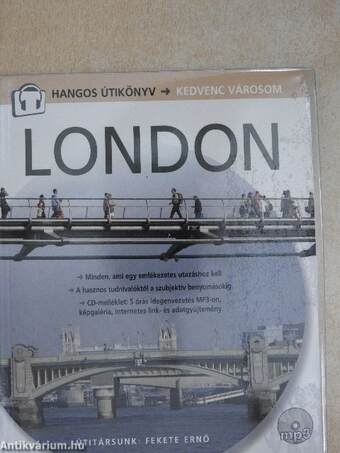 HANGOS ÚTIKÖNYV → KEDVENC VÁROSOM
LONDON
→ Minden, ami egy emlékezetes utazáshoz kell
→ A hasznos tudnivalóktól a szubjektív benyomásokig
→ CD-melléklet: 5 órás idegenvezetés MP3-on,
képgaléria, internetes link- és adatgyűjtemény
mp3
ÚTITÁRSUNK: FEKETE ERNŐ
Antikvárium.hu